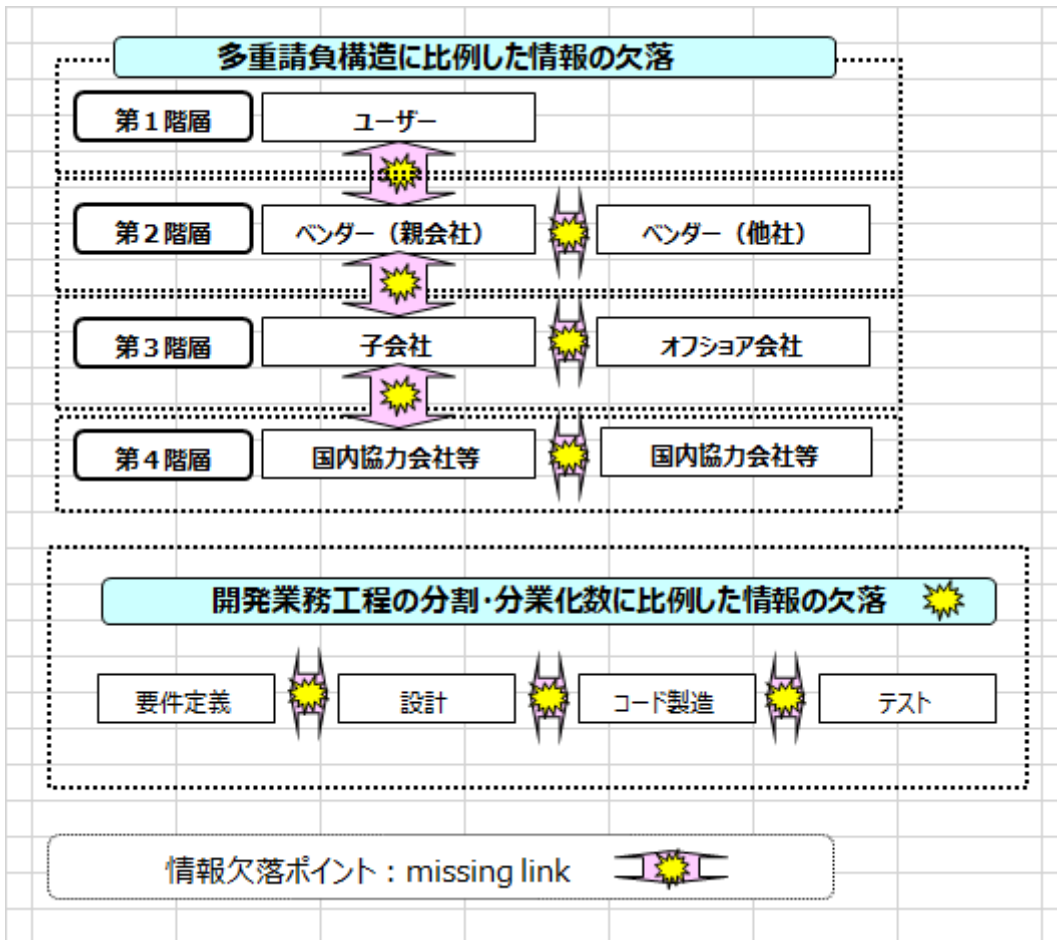 多重請負構造に比例した情報の欠落
第１階層
ユーザー
第２階層
ベンダー（親会社）
ベンダー（他社）
第３階層
子会社
オフショア会社
第４階層
国内協力会社等
国内協力会社等
開発業務工程の分割･分業化数に比例した情報の欠落
要件定義
設計
コード製造
テスト
情報欠落ポイント：missing link